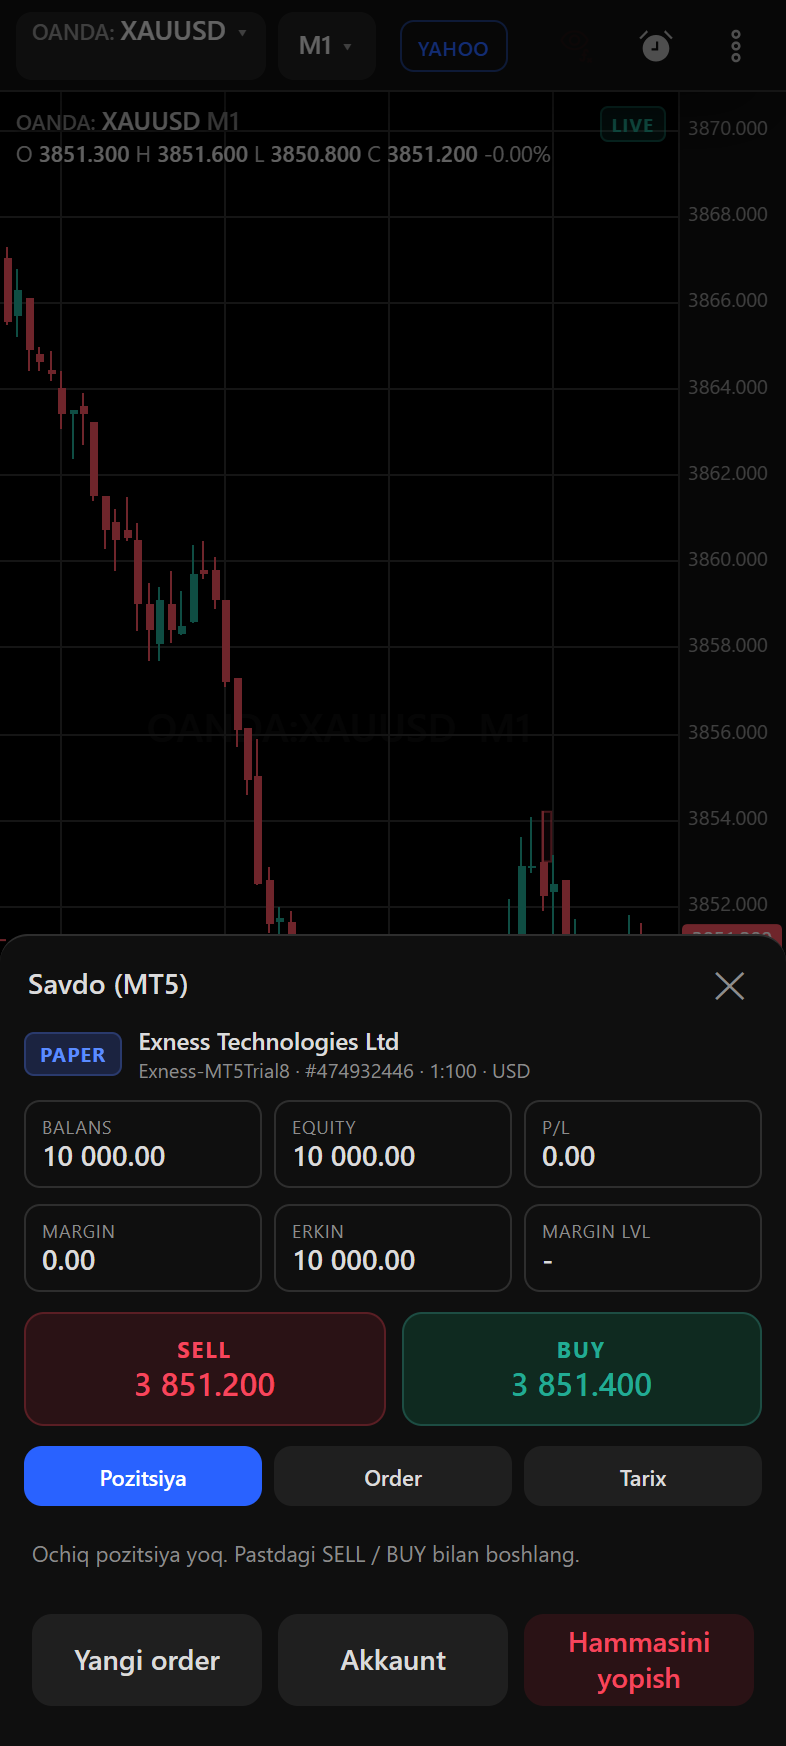 OANDA: XAUUSD ▾
M1 ▾
YAHOO
OANDA: XAUUSD M1
LIVE
O 3851.300 H 3851.600 L 3850.800 C 3851.200 -0.00%
3870.000
3868.000
3866.000
3864.000
3862.000
3860.000
3858.000
OANDA:XAUUSD M1
3856.000
3854.000
3852.000
Savdo (MT5)
PAPER
Exness Technologies Ltd
Exness-MT5Trial8 · #474932446 · 1:100 · USD
BALANS
10 000.00
EQUITY
10 000.00
P/L
0.00
MARGIN
0.00
ERKIN
10 000.00
MARGIN LVL
-
SELL
3 851.200
BUY
3 851.400
Pozitsiya
Order
Tarix
Ochiq pozitsiya yoq. Pastdagi SELL / BUY bilan boshlang.
Yangi order
Akkaunt
Hammasini
yopish